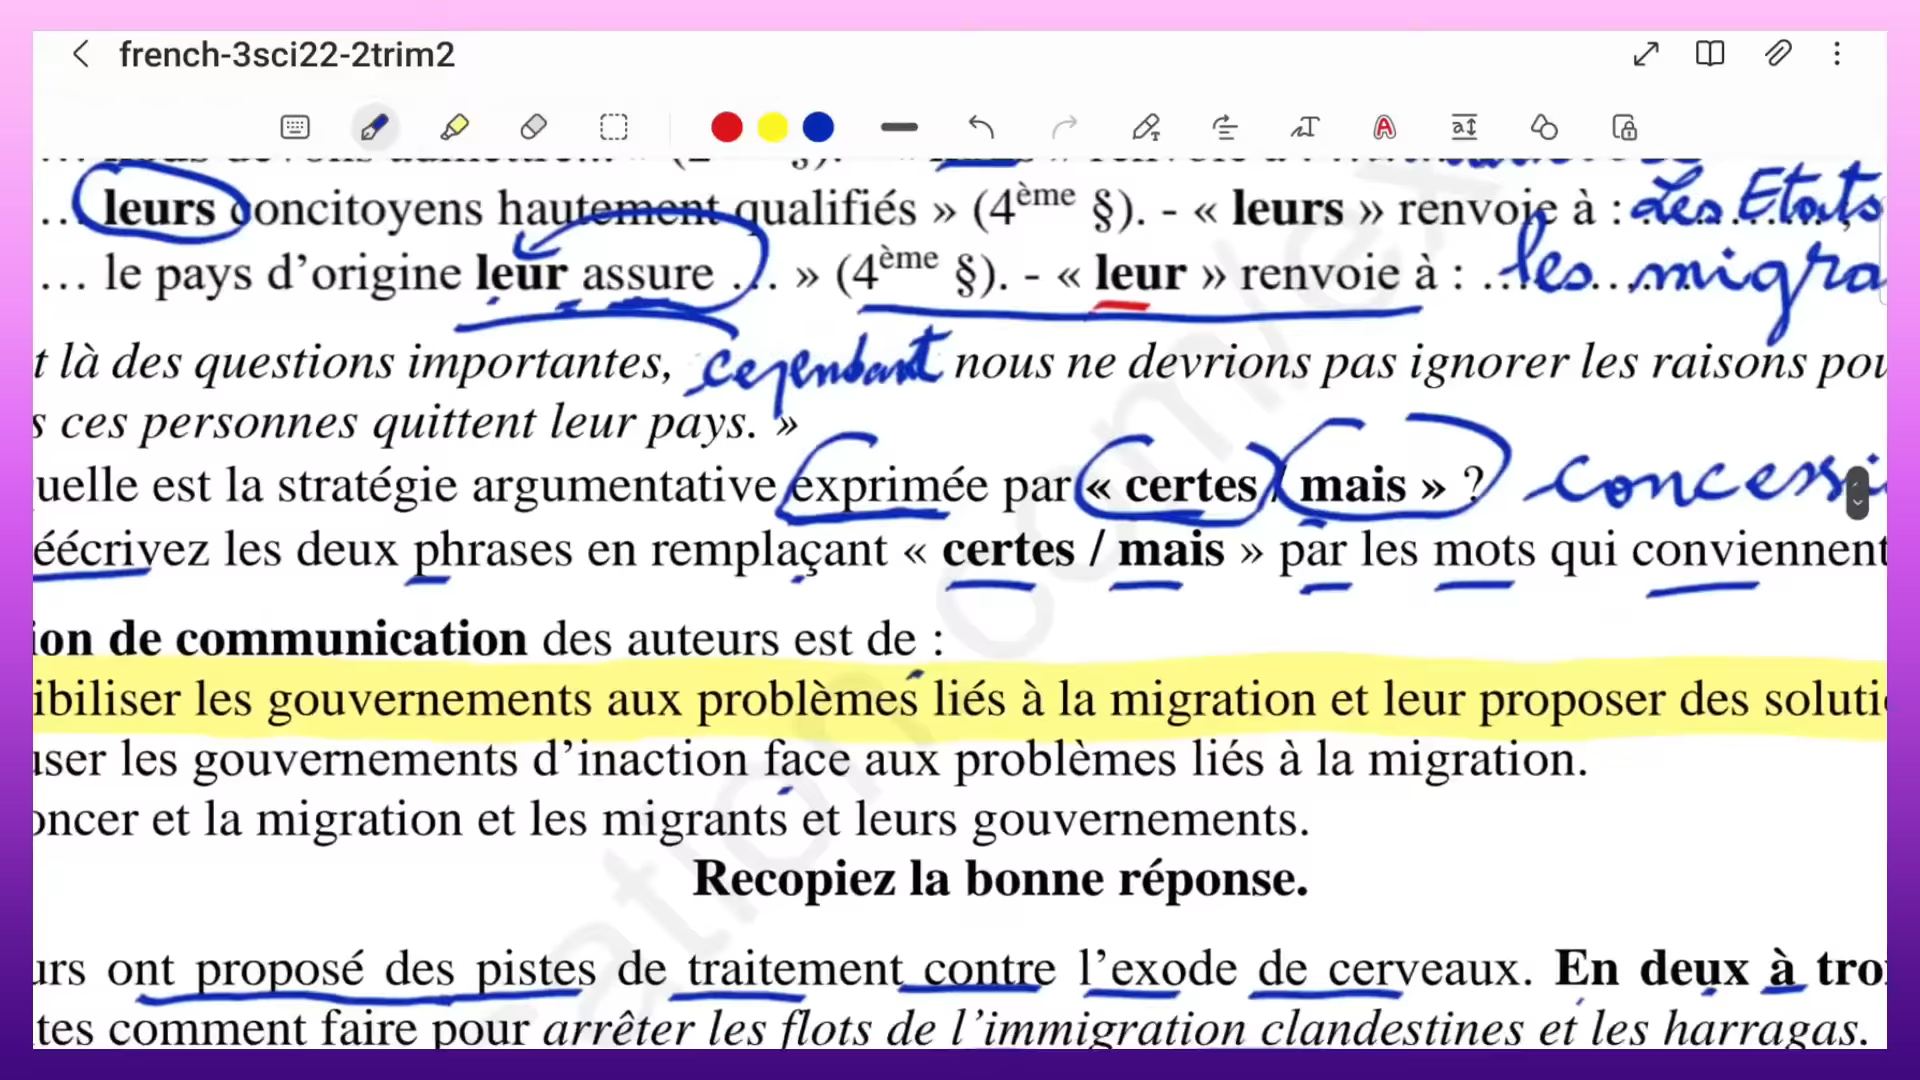 french-3sci22-2trim2
… leurs concitoyens hautement qualifiés » (4ème §). - « leurs » renvoie à : Les Etats
… le pays d’origine leur assure … » (4ème §). - « leur » renvoie à : les migra
t là des questions importantes, cependant nous ne devrions pas ignorer les raisons pou
s ces personnes quittent leur pays. »
uelle est la stratégie argumentative exprimée par « certes / mais » ? concessi
éécrivez les deux phrases en remplaçant « certes / mais » par les mots qui conviennent
ion de communication des auteurs est de :
ibiliser les gouvernements aux problèmes liés à la migration et leur proposer des soluti
user les gouvernements d’inaction face aux problèmes liés à la migration.
oncer et la migration et les migrants et leurs gouvernements.
Recopiez la bonne réponse.
urs ont proposé des pistes de traitement contre l’exode de cerveaux. En deux à tro
tes comment faire pour arrêter les flots de l’immigration clandestines et les harragas.